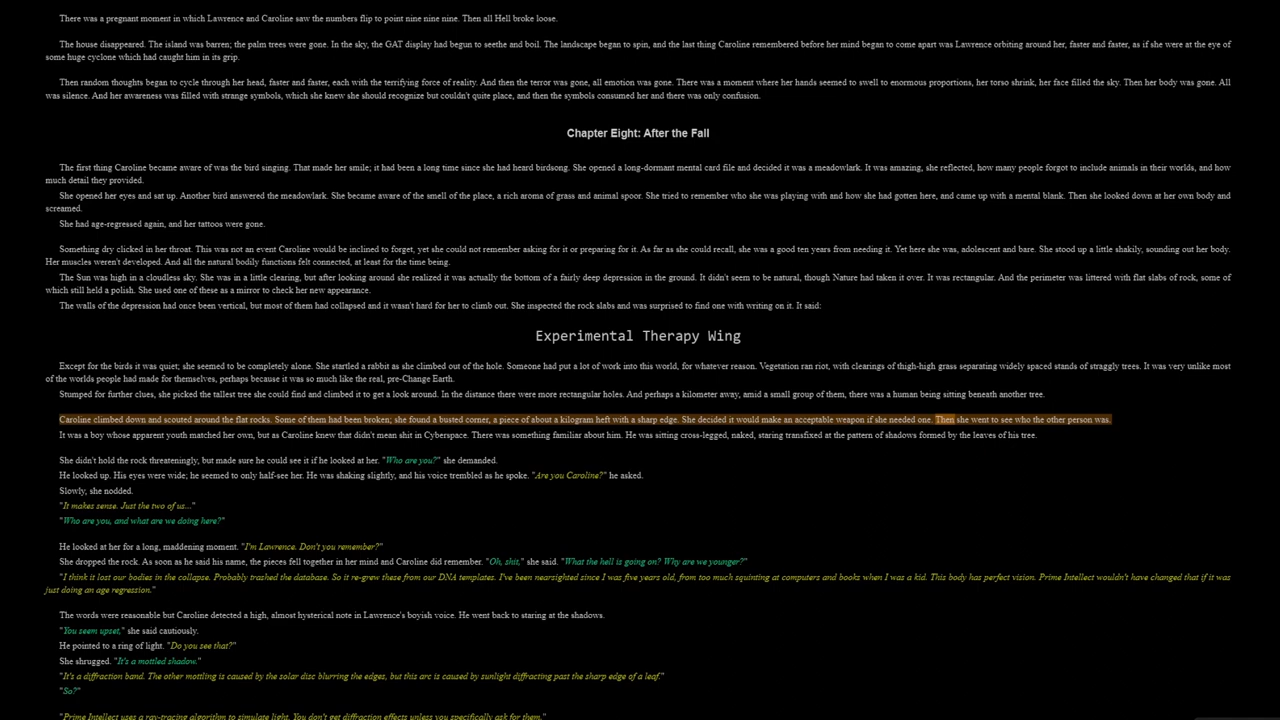 There was a pregnant moment in which Lawrence and Caroline saw the numbers flip to point nine nine nine. Then all Hell broke loose.
The house disappeared. The island was barren; the palm trees were gone. In the sky, the GAT display had begun to seethe and boil. The landscape began to spin, and the last thing Caroline remembered before her mind began to come apart was Lawrence orbiting around her, faster and faster, as if she were at the eye of
some huge cyclone which had caught him in its grip.
Then random thoughts began to cycle through her head, faster and faster, each with the terrifying force of reality. And then the terror was gone, all emotion was gone. There was a moment where her hands seemed to swell to enormous proportions, her torso shrink, her face filled the sky. Then her body was gone. All
was silence. And her awareness was filled with strange symbols, which she knew she should recognize but couldn't quite place, and then the symbols consumed her and there was only confusion.
Chapter Eight: After the Fall
The first thing Caroline became aware of was the bird singing. That made her smile; it had been a long time since she had heard birdsong. She opened a long-dormant mental card file and decided it was a meadowlark. It was amazing, she reflected, how many people forgot to include animals in their worlds, and how
much detail they provided.
She opened her eyes and sat up. Another bird answered the meadowlark. She became aware of the smell of the place, a rich aroma of grass and animal spoor. She tried to remember who she was playing with and how she had gotten here, and came up with a mental blank. Then she looked down at her own body and
screamed.
She had age-regressed again, and her tattoos were gone.
Something dry clicked in her throat. This was not an event Caroline would be inclined to forget, yet she could not remember asking for it or preparing for it. As far as she could recall, she was a good ten years from needing it. Yet here she was, adolescent and bare. She stood up a little shakily, sounding out her body.
Her muscles weren't developed. And all the natural bodily functions felt connected, at least for the time being.
The Sun was high in a cloudless sky. She was in a little clearing, but after looking around she realized it was actually the bottom of a fairly deep depression in the ground. It didn't seem to be natural, though Nature had taken it over. It was rectangular. And the perimeter was littered with flat slabs of rock, some of
which still held a polish. She used one of these as a mirror to check her new appearance.
The walls of the depression had once been vertical, but most of them had collapsed and it wasn't hard for her to climb out. She inspected the rock slabs and was surprised to find one with writing on it. It said:
Experimental Therapy Wing
Except for the birds it was quiet; she seemed to be completely alone. She startled a rabbit as she climbed out of the hole. Someone had put a lot of work into this world, for whatever reason. Vegetation ran riot, with clearings of thigh-high grass separating widely spaced stands of straggly trees. It was very unlike most
of the worlds people had made for themselves, perhaps because it was so much like the real, pre-Change Earth.
Stumped for further clues, she picked the tallest tree she could find and climbed it to get a look around. In the distance there were more rectangular holes. And perhaps a kilometer away, amid a small group of them, there was a human being sitting beneath another tree.
Caroline climbed down and scouted around the flat rocks. Some of them had been broken; she found a busted corner, a piece of about a kilogram heft with a sharp edge. She decided it would make an acceptable weapon if she needed one. Then she went to see who the other person was.
It was a boy whose apparent youth matched her own, but as Caroline knew that didn't mean shit in Cyberspace. There was something familiar about him. He was sitting cross-legged, naked, staring transfixed at the pattern of shadows formed by the leaves of his tree.
She didn't hold the rock threateningly, but made sure he could see it if he looked at her. "Who are you?" she demanded.
He looked up. His eyes were wide; he seemed to only half-see her. He was shaking slightly, and his voice trembled as he spoke. "Are you Caroline?" he asked.
Slowly, she nodded.
"It makes sense. Just the two of us..."
"Who are you, and what are we doing here?"
He looked at her for a long, maddening moment. "I'm Lawrence. Don't you remember?"
She dropped the rock. As soon as he said his name, the pieces fell together in her mind and Caroline did remember. "Oh, shit," she said. "What the hell is going on? Why are we younger?"
"I think it lost our bodies in the collapse. Probably trashed the database. So it re-grew these from our DNA templates. I've been nearsighted since I was five years old, from too much squinting at computers and books when I was a kid. This body has perfect vision. Prime Intellect wouldn't have changed that if it was
just doing an age regression."
The words were reasonable but Caroline detected a high, almost hysterical note in Lawrence's boyish voice. He went back to staring at the shadows.
"You seem upset," she said cautiously.
He pointed to a ring of light. "Do you see that?"
She shrugged. "It's a mottled shadow."
"It's a diffraction band. The other mottling is caused by the solar disc blurring the edges, but this arc is caused by sunlight diffracting past the sharp edge of a leaf."
"So?"
"Prime Intellect uses a ray-tracing algorithm to simulate light. You don't get diffraction effects unless you specifically ask for them."